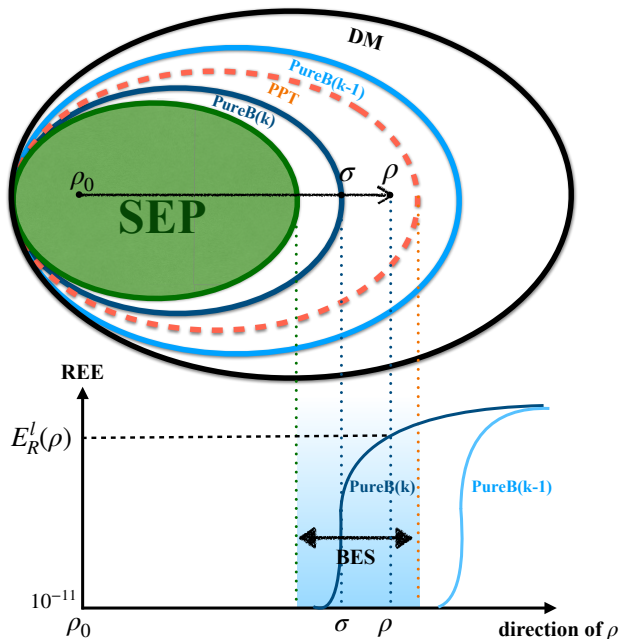 DM
PureB(k-1)
PPT
PureB(k)
ρ₀
σ
ρ
SEP
REE
E_R^l(ρ)
PureB(k)
PureB(k-1)
BES
10⁻¹¹
ρ₀
σ
ρ
direction of ρ